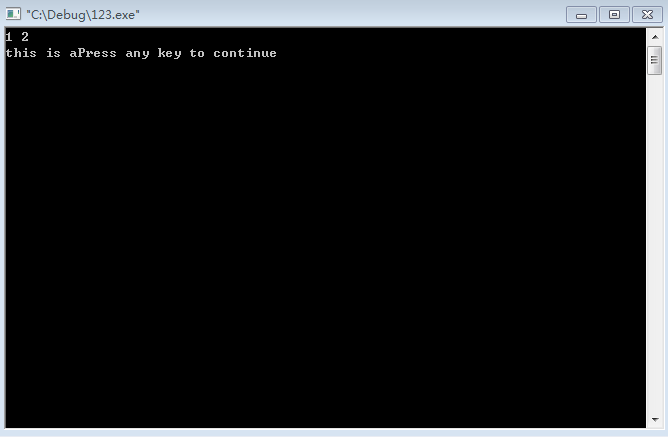 "C:\Debug\123.exe"
1 2
this is aPress any key to continue